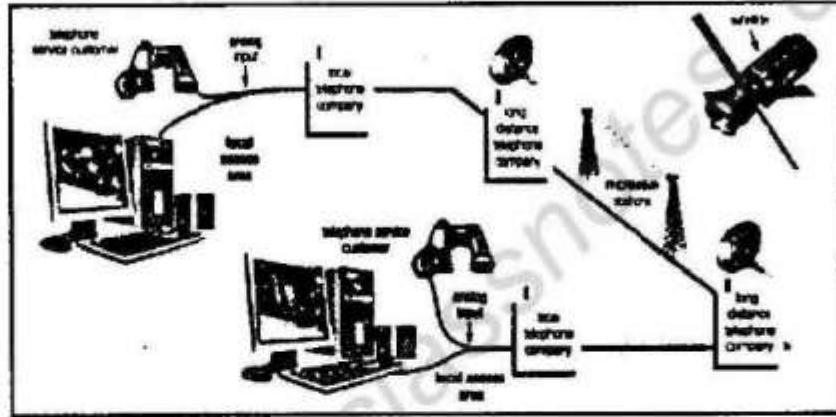 telephone
service customer
analog
input
local
telephone
company
satellite
long
distance
telephone
company
local
access
area
microwave
stations
telephone service
customer
analog
input
local
telephone
company
local access
area
long
distance
telephone
company
classnotes